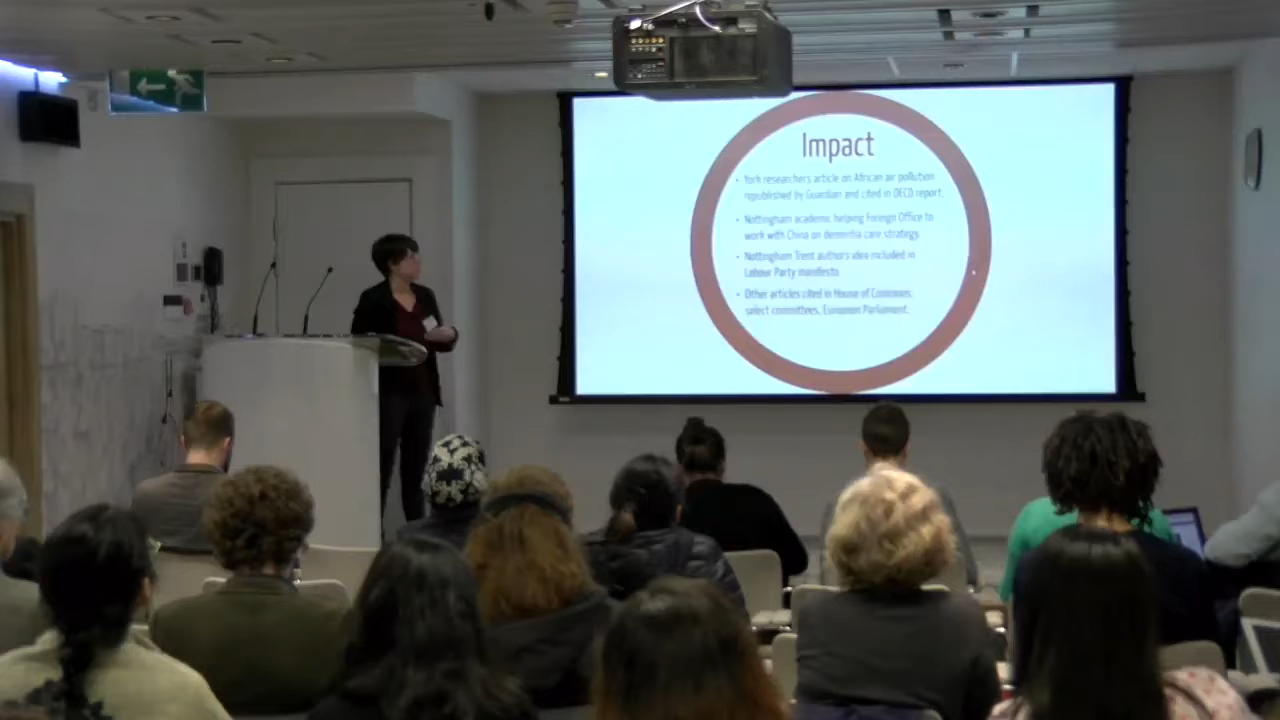 Impact
• York researchers article on African air pollution
republished by Guardian and cited in OECD report.
• Nottingham academic helping Foreign Office to
work with China on dementia care strategy.
• Nottingham Trent authors idea included in
Labour Party manifesto.
• Other articles cited in House of Commons,
select committees, European Parliament.